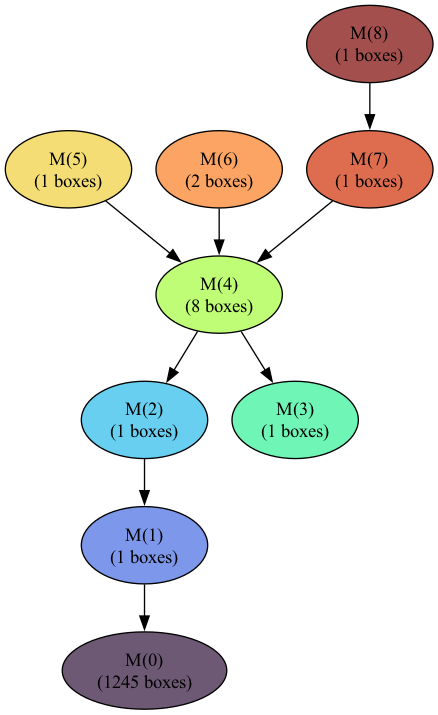 M(8)
(1 boxes)
M(5)
(1 boxes)
M(6)
(2 boxes)
M(7)
(1 boxes)
M(4)
(8 boxes)
M(2)
(1 boxes)
M(3)
(1 boxes)
M(1)
(1 boxes)
M(0)
(1245 boxes)